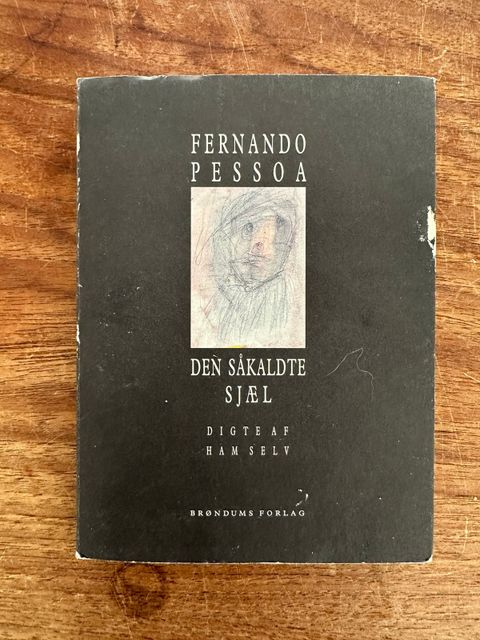 FERNANDO
PESSOA
DEN SÅKALDTE
SJÆL
DIGTE AF
HAM SELV
BRØNDUMS FORLAG